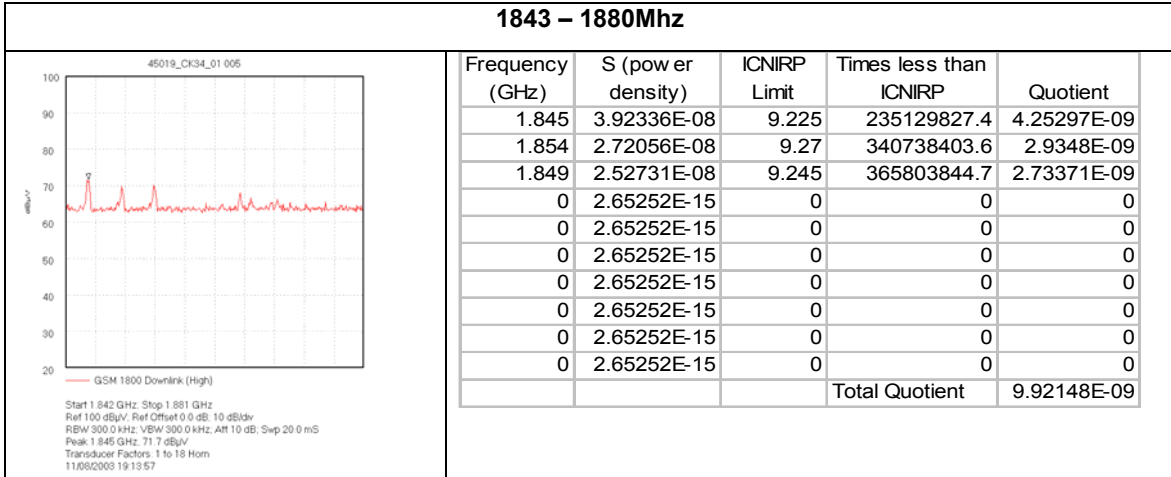 1843 – 1880Mhz
45019_CK34_01 005
100
90
80
70
60
50
40
30
20
dBµV
GSM 1800 Downlink (High)
Start 1.842 GHz; Stop 1.881 GHz
Ref 100 dBµV; Ref Offset 0.0 dB; 10 dB/div
RBW 300.0 kHz; VBW 300.0 kHz; Att 10 dB; Swp 20.0 mS
Peak 1.845 GHz, 71.7 dBµV
Transducer Factors: 1 to 18 Horn
11/08/2003 19:13:57
Frequency (GHz) S (power density) ICNIRP Limit Times less than ICNIRP Quotient
1.845 3.92336E-08 9.225 235129827.4 4.25297E-09
1.854 2.72056E-08 9.27 340738403.6 2.9348E-09
1.849 2.52731E-08 9.245 365803844.7 2.73371E-09
0 2.65252E-15 0 0 0
0 2.65252E-15 0 0 0
0 2.65252E-15 0 0 0
0 2.65252E-15 0 0 0
0 2.65252E-15 0 0 0
0 2.65252E-15 0 0 0
0 2.65252E-15 0 0 0
Total Quotient 9.92148E-09